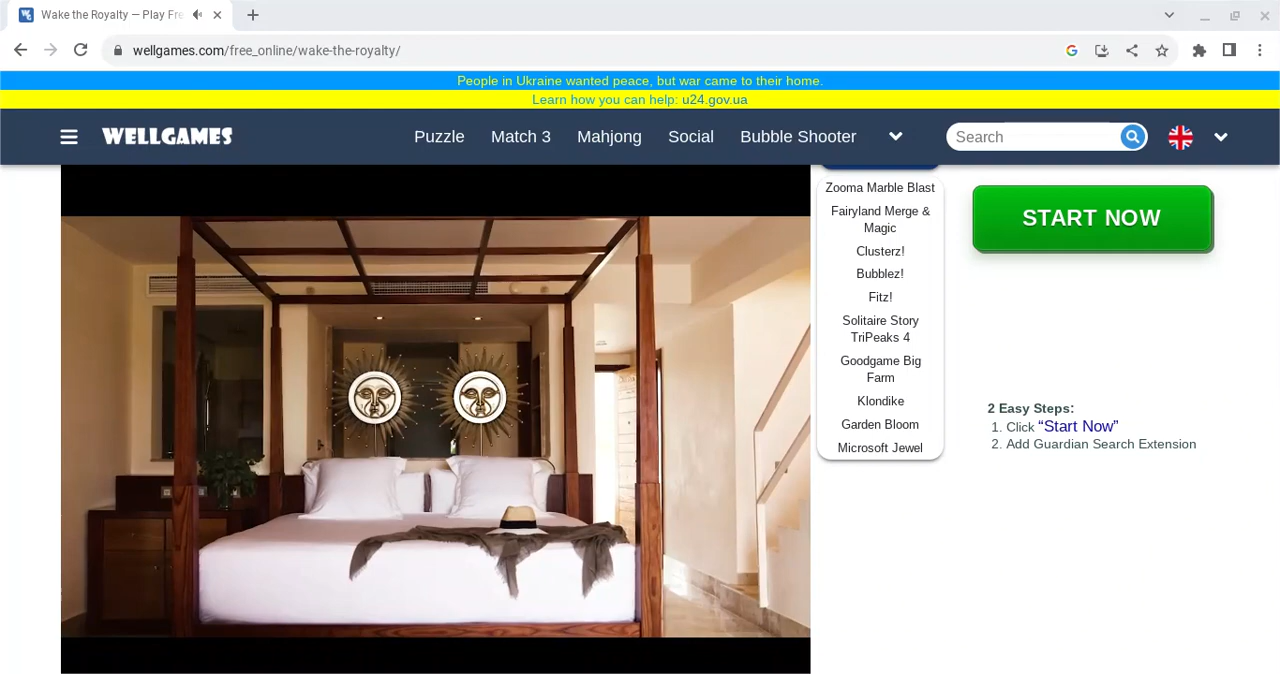 Wake the Royalty — Play Fre
wellgames.com/free_online/wake-the-royalty/
People in Ukraine wanted peace, but war came to their home.
Learn how you can help: u24.gov.ua
WELLGAMES
Puzzle Match 3 Mahjong Social Bubble Shooter
Search
Zooma Marble Blast
Fairyland Merge &
Magic
Clusterz!
Bubblez!
Fitz!
Solitaire Story
TriPeaks 4
Goodgame Big
Farm
Klondike
Garden Bloom
Microsoft Jewel
START NOW
2 Easy Steps:
1. Click “Start Now”
2. Add Guardian Search Extension